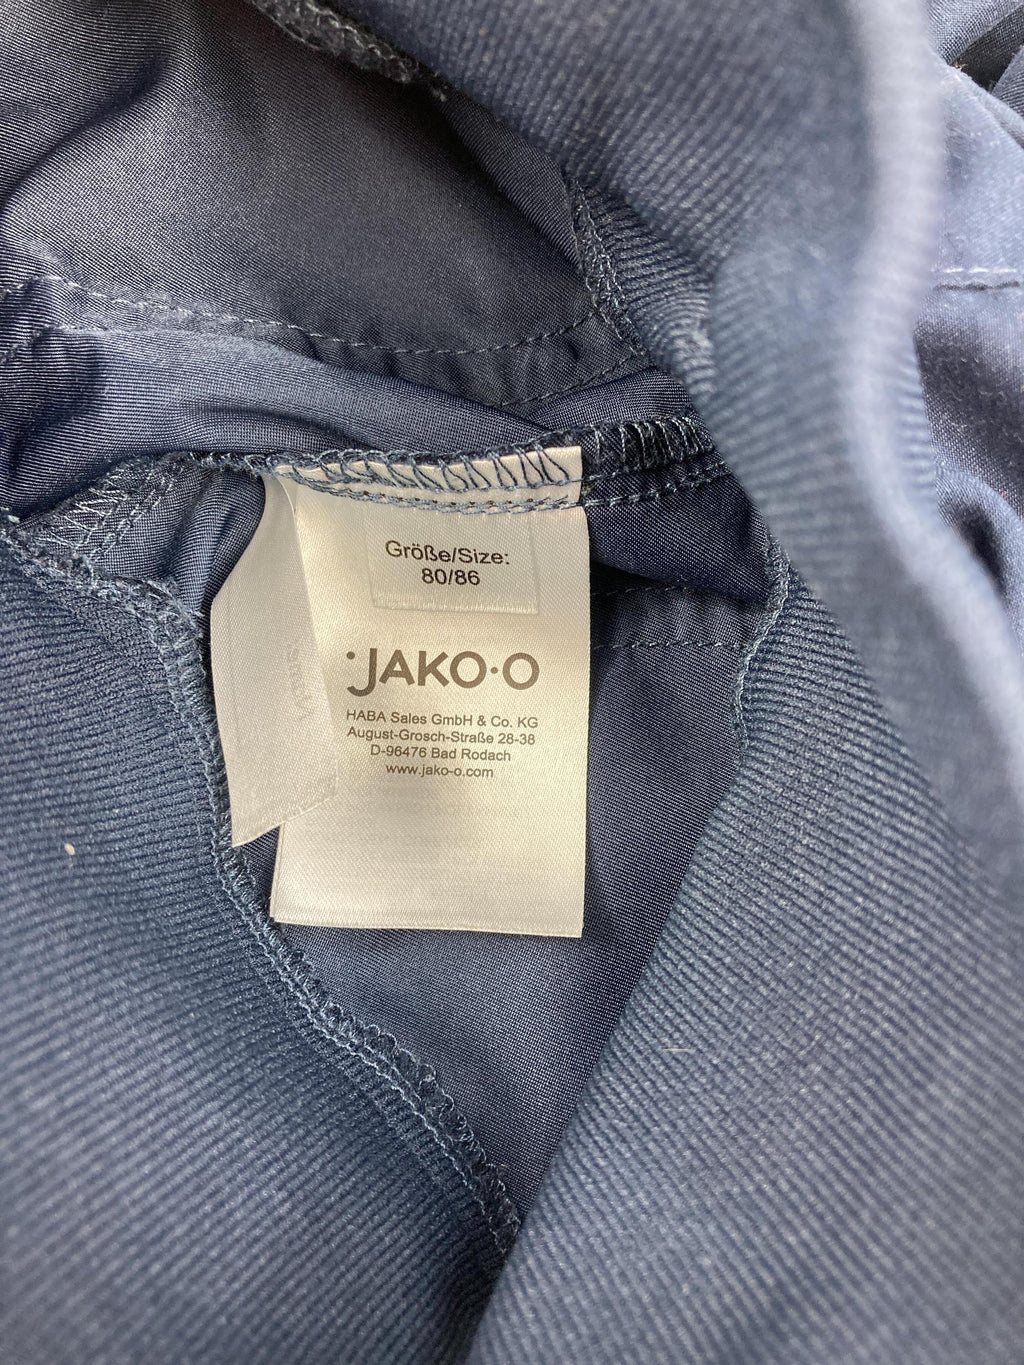 Größe/Size:
80/86
JAKO·O
HABA Sales GmbH & Co. KG
August-Grosch-Straße 28-38
D-96476 Bad Rodach
www.jako-o.com